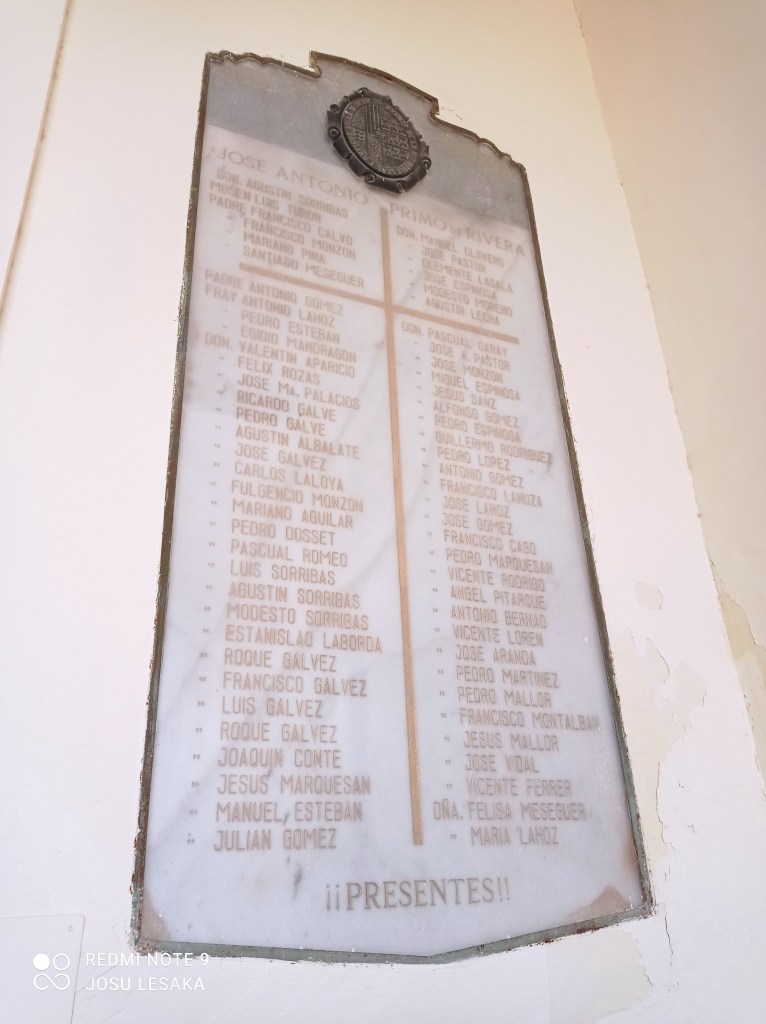 JOSE ANTONIO PRIMO DE RIVERA
DON. AGUSTIN SORRIBAS
MOSEN LUIS TURON
PADRE FRANCISCO CALVO
" FRANCISCO MONZON
" MARIANO PINA
" SANTIAGO MESEGUER
PADRE ANTONIO GOMEZ
FRAY ANTONIO LAHOZ
" PEDRO ESTEBAN
" EGIDIO MANDRAGON
DON. VALENTIN APARICIO
" FELIX ROZAS
" JOSE Mª. PALACIOS
" RICARDO GALVE
" PEDRO GALVE
" AGUSTIN ALBALATE
" JOSE GALVEZ
" CARLOS LALOYA
" FULGENCIO MONZON
" MARIANO AGUILAR
" PEDRO DOSSET
" PASCUAL ROMEO
" LUIS SORRIBAS
" AGUSTIN SORRIBAS
" MODESTO SORRIBAS
" ESTANISLAO LABORDA
" ROQUE GALVEZ
" FRANCISCO GALVEZ
" LUIS GALVEZ
" ROQUE GALVEZ
" JOAQUIN CONTE
" JESUS MARQUESAN
" MANUEL ESTEBAN
" JULIAN GOMEZ
DON. MANUEL CLAVERO
" JOSE PASTOR
" CLEMENTE LASALA
" JOSE ESPINOSA
" MODESTO MORENO
" AGUSTIN LECHA
DON. PASCUAL GARAY
" JOSE A. PASTOR
" JOSE MONZON
" MIGUEL ESPINOSA
" JESUS SANZ
" ALFONSO GOMEZ
" PEDRO ESPINOSA
" GUILLERMO RODRIGUEZ
" PEDRO LOPEZ
" ANTONIO GOMEZ
" FRANCISCO LANUZA
" JOSE LAHOZ
" JOSE GOMEZ
" FRANCISCO CASO
" PEDRO MARQUESAN
" VICENTE RODRIGO
" ANGEL PITARQUE
" ANTONIO BERNAD
" VICENTE LOREN
" JOSE ARANDA
" PEDRO MARTINEZ
" PEDRO MALLOR
" FRANCISCO MONTALBAN
" JESUS MALLOR
" JOSE VIDAL
" VICENTE FERRER
DÑA. FELISA MESEGUER
" MARIA LAHOZ
¡¡PRESENTES!!
REDMI NOTE 9
JOSU LESAKA